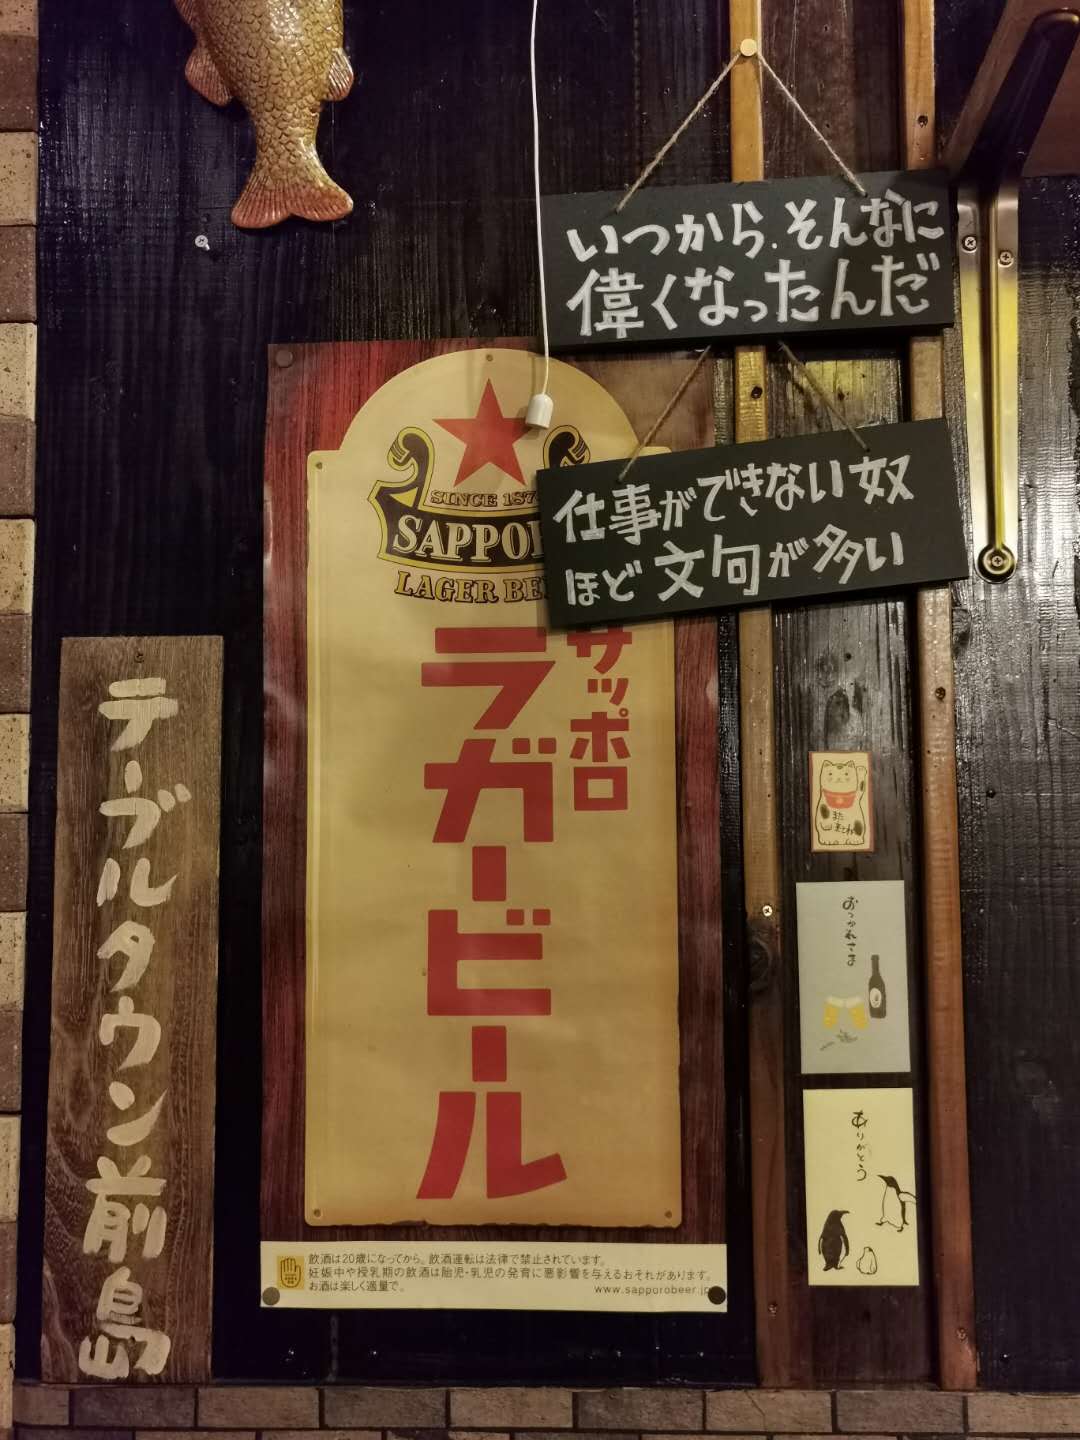 いつから、そんなに
偉くなったんだ
仕事ができない奴
ほど文句が多い
SINCE 187
SAPPO
LAGER BE
サッポロ
ラガービール
テーブルタウン前島
また
おつかれさま
ありがとう
飲酒は20歳になってから。飲酒運転は法律で禁止されています。
妊娠中や授乳期の飲酒は胎児・乳児の発育に悪影響を与えるおそれがあります。
お酒は楽しく適量で。
www.sapporobeer.jp